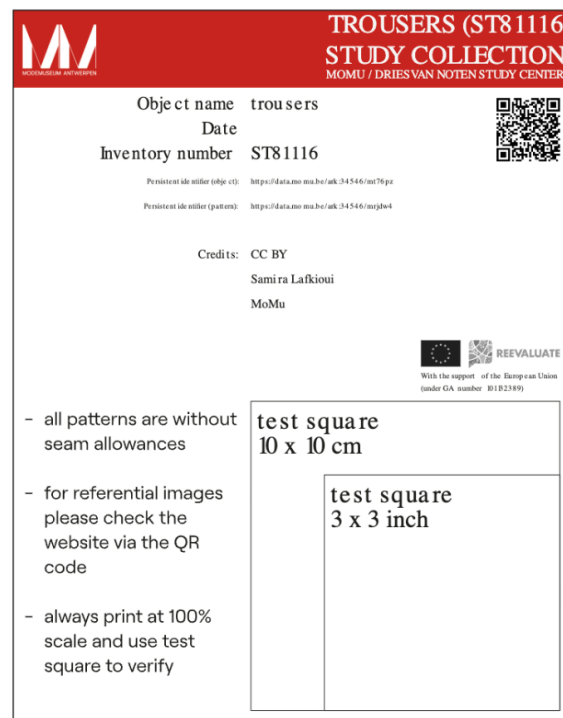 TROUSERS (ST81116
STUDY COLLECTION
MOMU / DRIES VAN NOTEN STUDY CENTER
MODEMUSEUM ANTWERPEN
Object name trousers
Date
Inventory number ST81116
Persistent identifier (object): https://data.momu.be/ark:34546/mt76pz
Persistent identifier (pattern): https://data.momu.be/ark:34546/mrjdw4
Credits: CC BY
Samira Lafkioui
MoMu
REEVALUATE
With the support of the European Union
(under GA number 101B2389)
- all patterns are without
seam allowances
- for referential images
please check the
website via the QR
code
- always print at 100%
scale and use test
square to verify
test square
10 x 10 cm
test square
3 x 3 inch